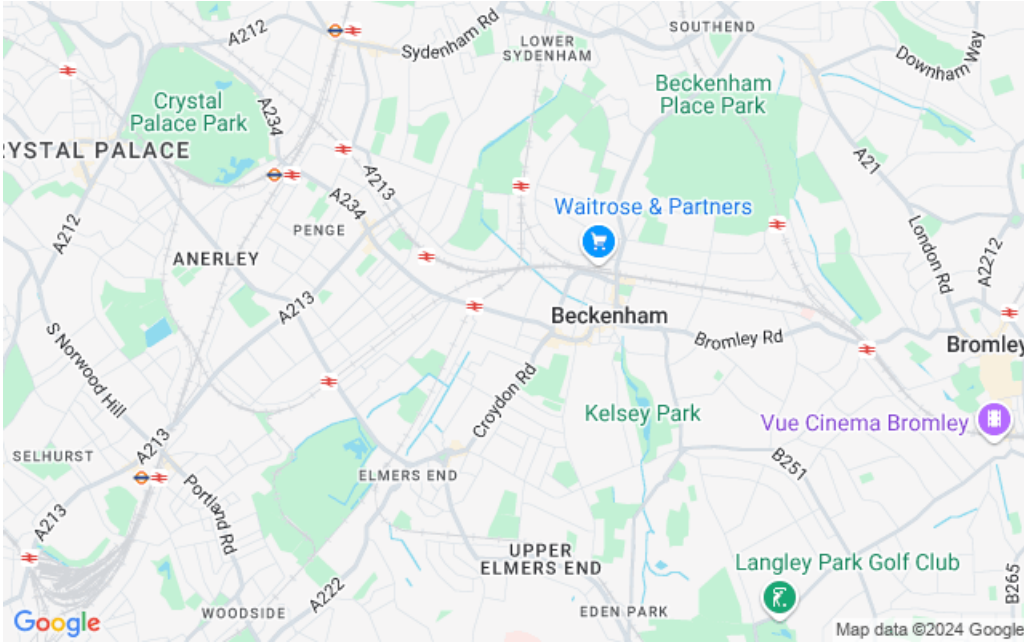 A212
Sydenham Rd
LOWER
SYDENHAM
SOUTHEND
Downham Way
Crystal
Palace Park
A234
Beckenham
Place Park
RYSTAL PALACE
A213
A21
A234
Waitrose & Partners
A212
PENGE
London Rd
A2212
ANERLEY
A213
Beckenham
Bromley Rd
Bromley
S Norwood Hill
Croydon Rd
Kelsey Park
Vue Cinema Bromley
A213
SELHURST
ELMERS END
B251
Portland Rd
A213
UPPER
ELMERS END
Langley Park Golf Club
A222
B265
WOODSIDE
EDEN PARK
Google
Map data ©2024 Google